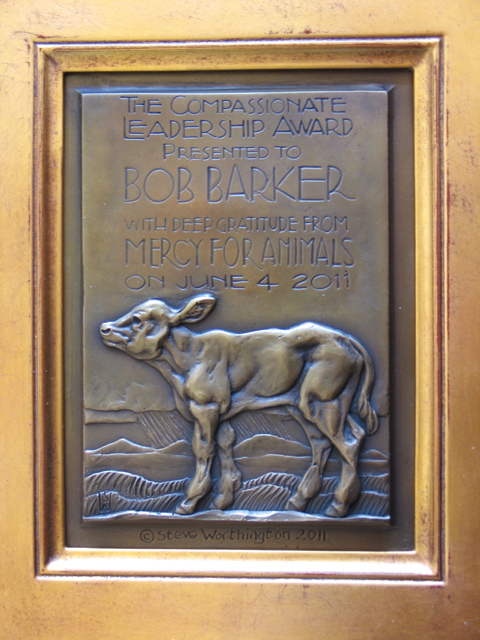 THE COMPASSIONATE
LEADERSHIP AWARD
PRESENTED TO
BOB BARKER
WITH DEEP GRATITUDE FROM
MERCY FOR ANIMALS
ON JUNE 4 2011
© Steve Worthington 2011